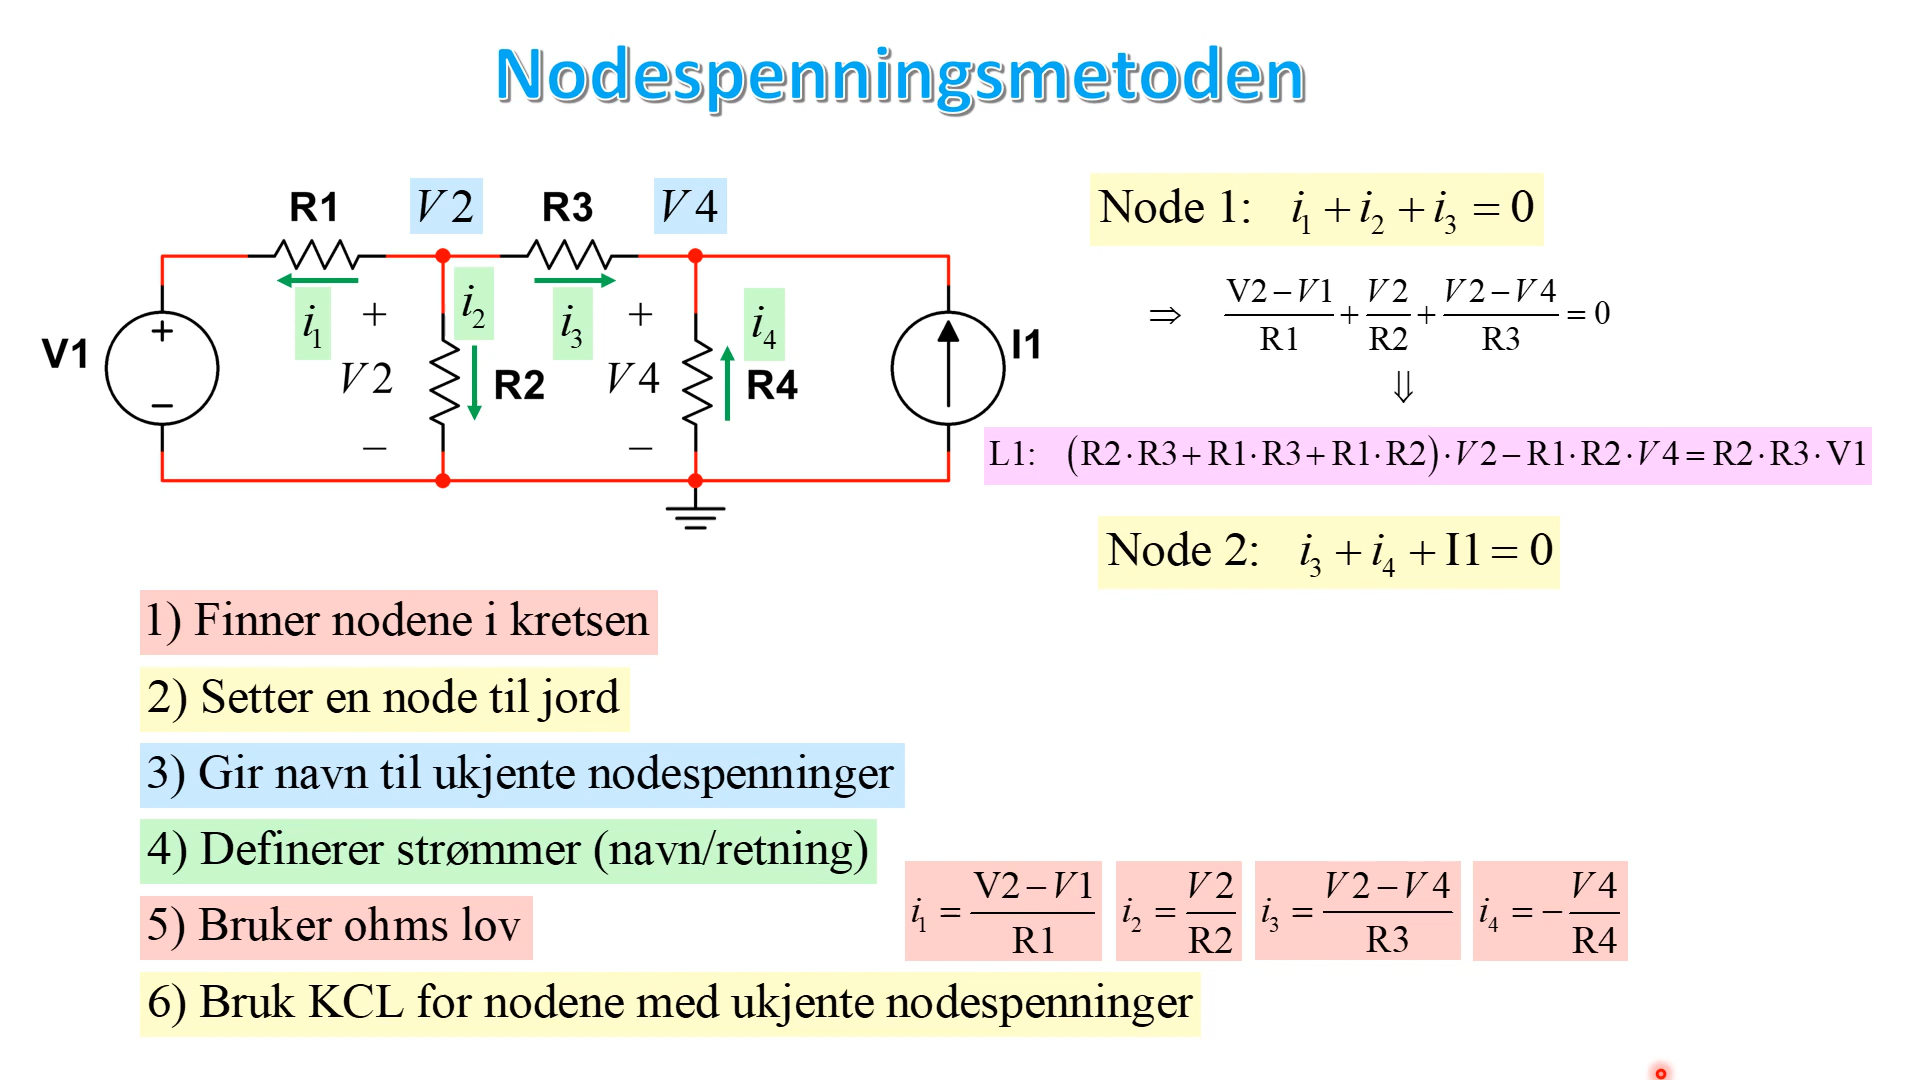 Nodespenningsmetoden
R1
V2
R3
V4
i1
+
i2
i3
+
i4
V1
+
−
V2
R2
V4
R4
I1
−
−
Node 1: i1 + i2 + i3 = 0
⇒ (V2−V1)/R1 + V2/R2 + (V2−V4)/R3 = 0
⇓
L1: (R2·R3+R1·R3+R1·R2)·V2−R1·R2·V4=R2·R3·V1
Node 2: i3 + i4 + I1 = 0
1) Finner nodene i kretsen
2) Setter en node til jord
3) Gir navn til ukjente nodespenninger
4) Definerer strømmer (navn/retning)
5) Bruker ohms lov
i1 = (V2−V1)/R1
i2 = V2/R2
i3 = (V2−V4)/R3
i4 = −V4/R4
6) Bruk KCL for nodene med ukjente nodespenninger